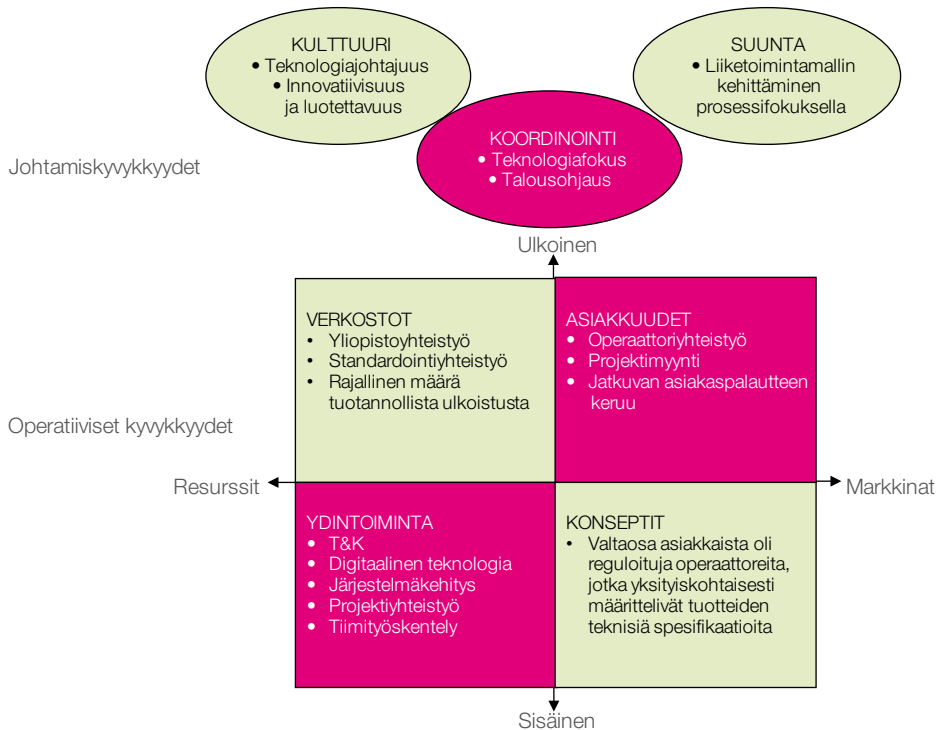 KULTTUURI
• Teknologiajohtajuus
• Innovatiivisuus
ja luotettavuus
SUUNTA
• Liiketoimintamallin
kehittäminen
prosessifokuksella
KOORDINOINTI
• Teknologiafokus
• Talousohjaus
Johtamiskyvykkyydet
Ulkoinen
VERKOSTOT
• Yliopistoyhteistyö
• Standardointiyhteistyö
• Rajallinen määrä
tuotannollista ulkoistusta
ASIAKKUUDET
• Operaattoriyhteistyö
• Projektimyynti
• Jatkuvan asiakaspalautteen
keruu
Operatiiviset kyvykkyydet
Resurssit
Markkinat
YDINTOIMINTA
• T&K
• Digitaalinen teknologia
• Järjestelmäkehitys
• Projektiyhteistyö
• Tiimityöskentely
KONSEPTIT
• Valtaosa asiakkaista oli
reguloituja operaattoreita,
jotka yksityiskohtaisesti
määrittelivät tuotteiden
teknisiä spesifikaatioita
Sisäinen